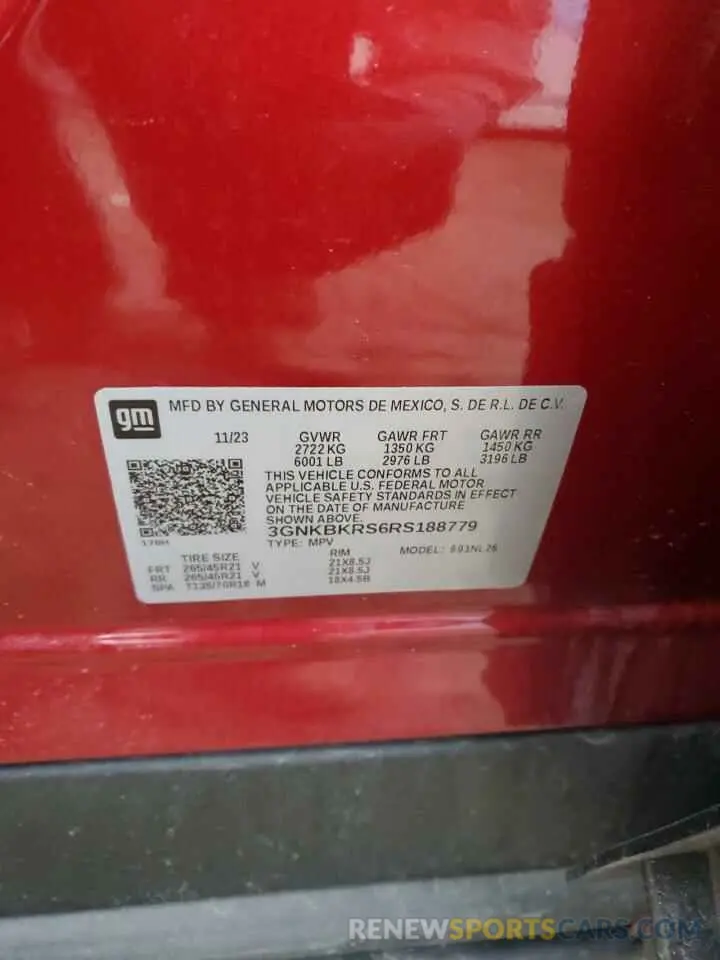 gm MFD BY GENERAL MOTORS DE MEXICO, S. DE R.L. DE C.V.
11/23 GVWR GAWR FRT GAWR RR
2722 KG 1350 KG 1450 KG
6001 LB 2976 LB 3196 LB
THIS VEHICLE CONFORMS TO ALL
APPLICABLE U.S. FEDERAL MOTOR
VEHICLE SAFETY STANDARDS IN EFFECT
ON THE DATE OF MANUFACTURE
SHOWN ABOVE.
3GNKBKRS6RS188779
TYPE: MPV MODEL:
TIRE SIZE RIM
FRT 265/45R21 V 21X8.5J
RR 265/45R21 V 21X8.5J
SPA T135/70R18 M 18X4.5B
RENEWSPORTSCARS.COM